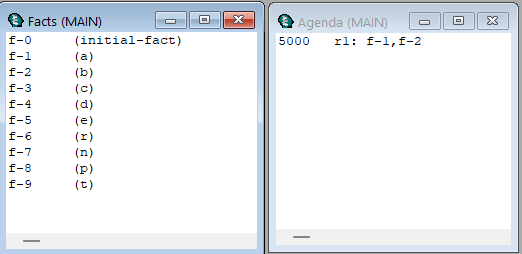 Facts (MAIN)
f-0 (initial-fact)
f-1 (a)
f-2 (b)
f-3 (c)
f-4 (d)
f-5 (e)
f-6 (r)
f-7 (n)
f-8 (p)
f-9 (t)
Agenda (MAIN)
5000 r1: f-1,f-2